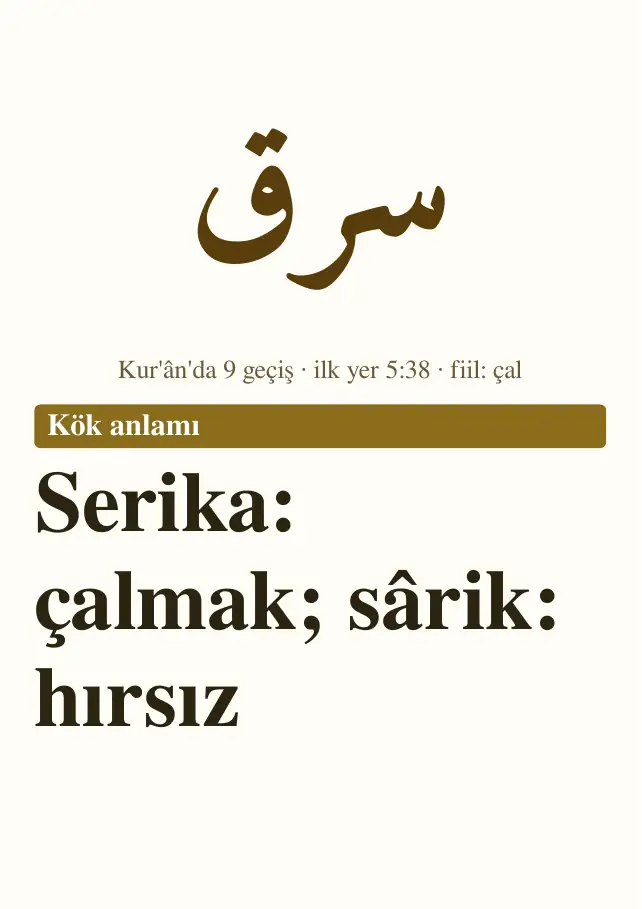 سرق
Kur'ân'da 9 geçiş · ilk yer 5:38 · fiil: çal
Kök anlamı
Serika:
çalmak; sârik:
hırsız